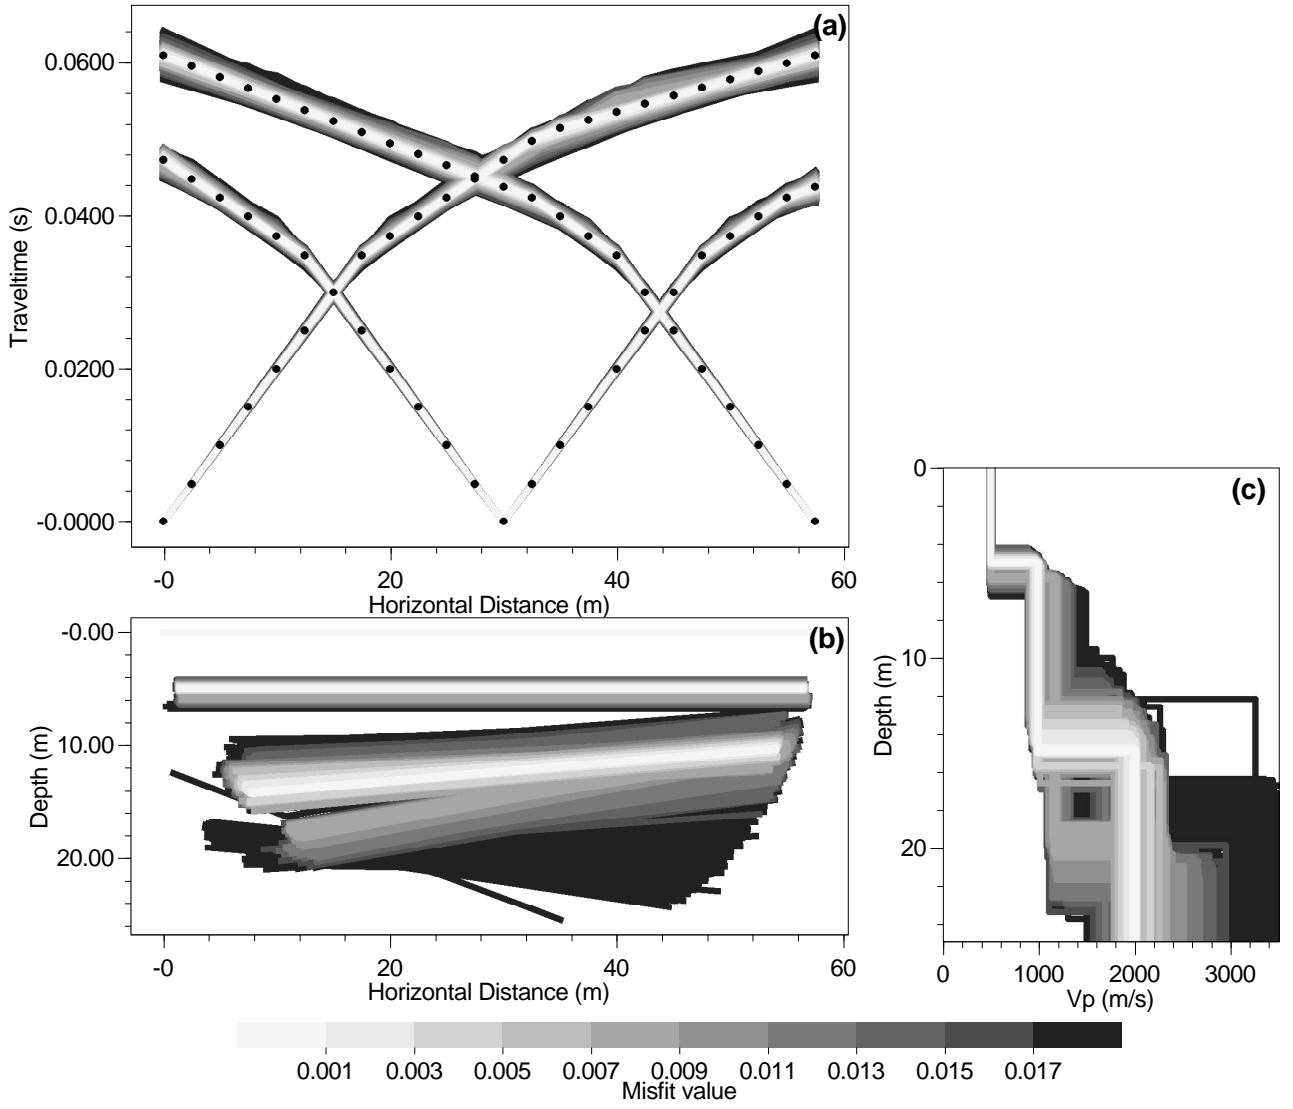 (a)
0.0600
0.0400
0.0200
-0.0000
Traveltime (s)
-0 20 40 60
Horizontal Distance (m)
(b)
-0.00
10.00
20.00
Depth (m)
-0 20 40 60
Horizontal Distance (m)
(c)
0
10
20
Depth (m)
0 1000 2000 3000
Vp (m/s)
0.001 0.003 0.005 0.007 0.009 0.011 0.013 0.015 0.017
Misfit value